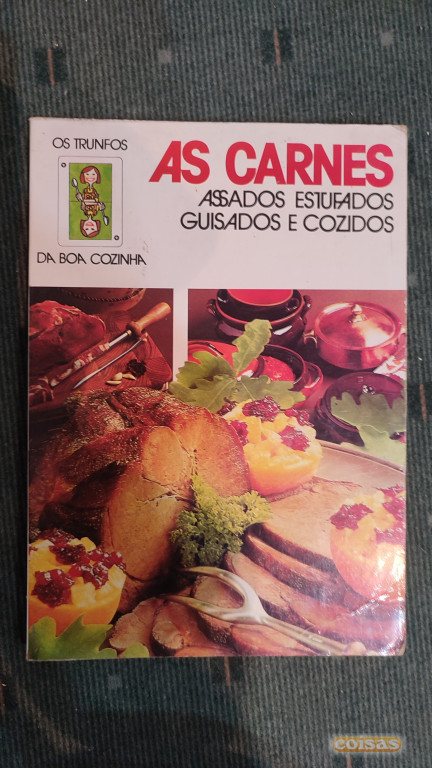 OS TRUNFOS
DA BOA COZINHA
AS CARNES
ASSADOS ESTUFADOS
GUISADOS E COZIDOS
coisas